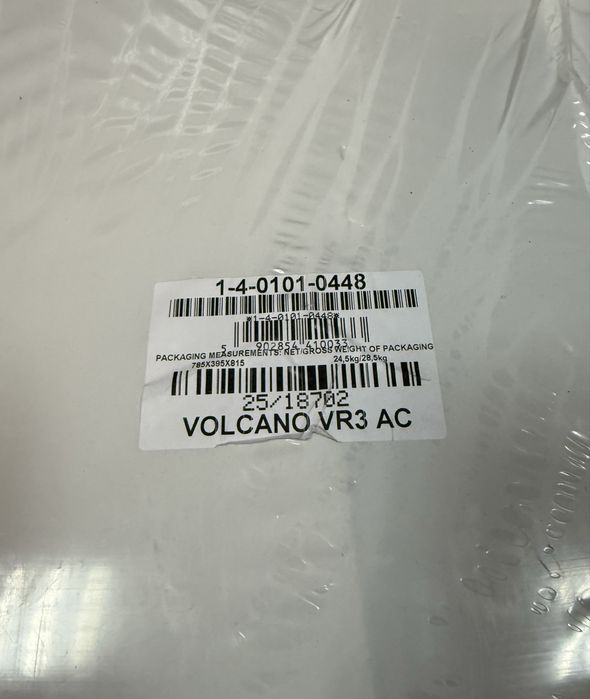 1-4-0101-0448
*1-4-0101-0448*
5 902854 410033
PACKAGING MEASUREMENTS: NET/GROSS WEIGHT OF PACKAGING
785X395X815 24,5kg/28,5kg
25/18702
VOLCANO VR3 AC